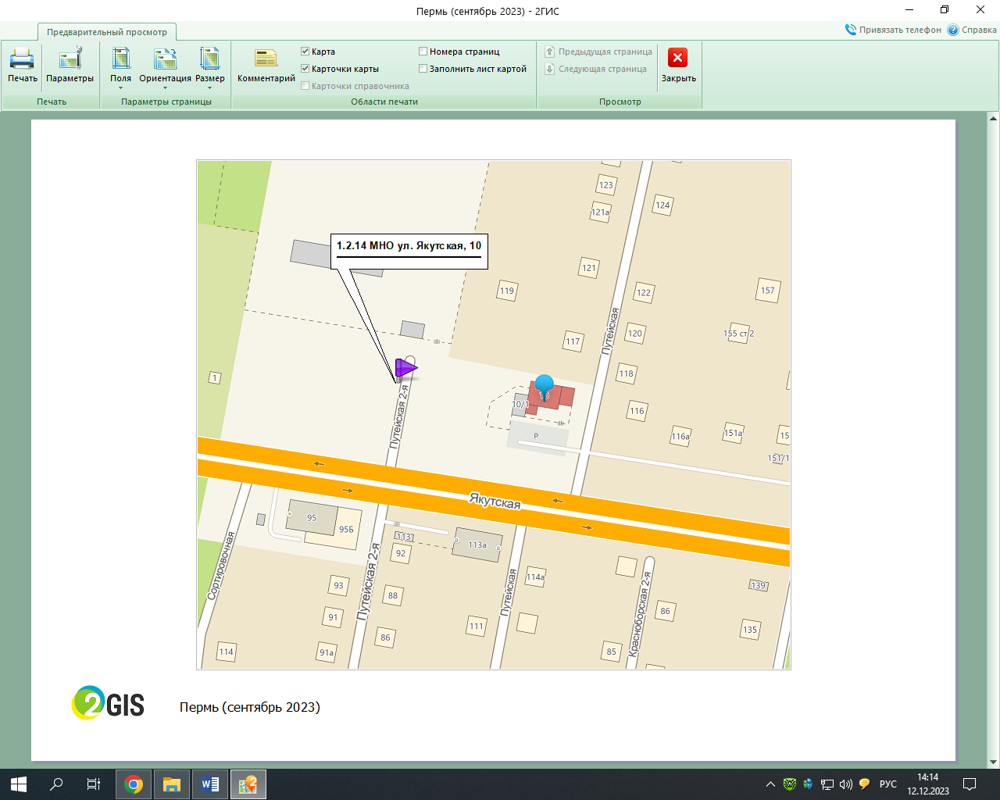 Пермь (сентябрь 2023) - 2ГИС
Предварительный просмотр
Привязать телефон
Справка
Печать
Параметры
Поля
Ориентация
Размер
Комментарий
Карта
Карточки карты
Карточки справочника
Номера страниц
Заполнить лист картой
Предыдущая страница
Следующая страница
Закрыть
Печать
Параметры страницы
Области печати
Просмотр
123
121а
124
1.2.14 МНО ул. Якутская, 10
121
119
122
157
Путейская
117
120
155 ст 2
118
1
10
10/1
116
Путейская 2-я
P
116а
151а
15
151/1
Якутская
95
95Б
113
113а
92
Сортировочная
Путейская 2-я
Путейская
114а
93
88
139
Красноборская 2-я
91
111
86
86
135
114
91а
85
2GIS
Пермь (сентябрь 2023)
РУС
14:14
12.12.2023